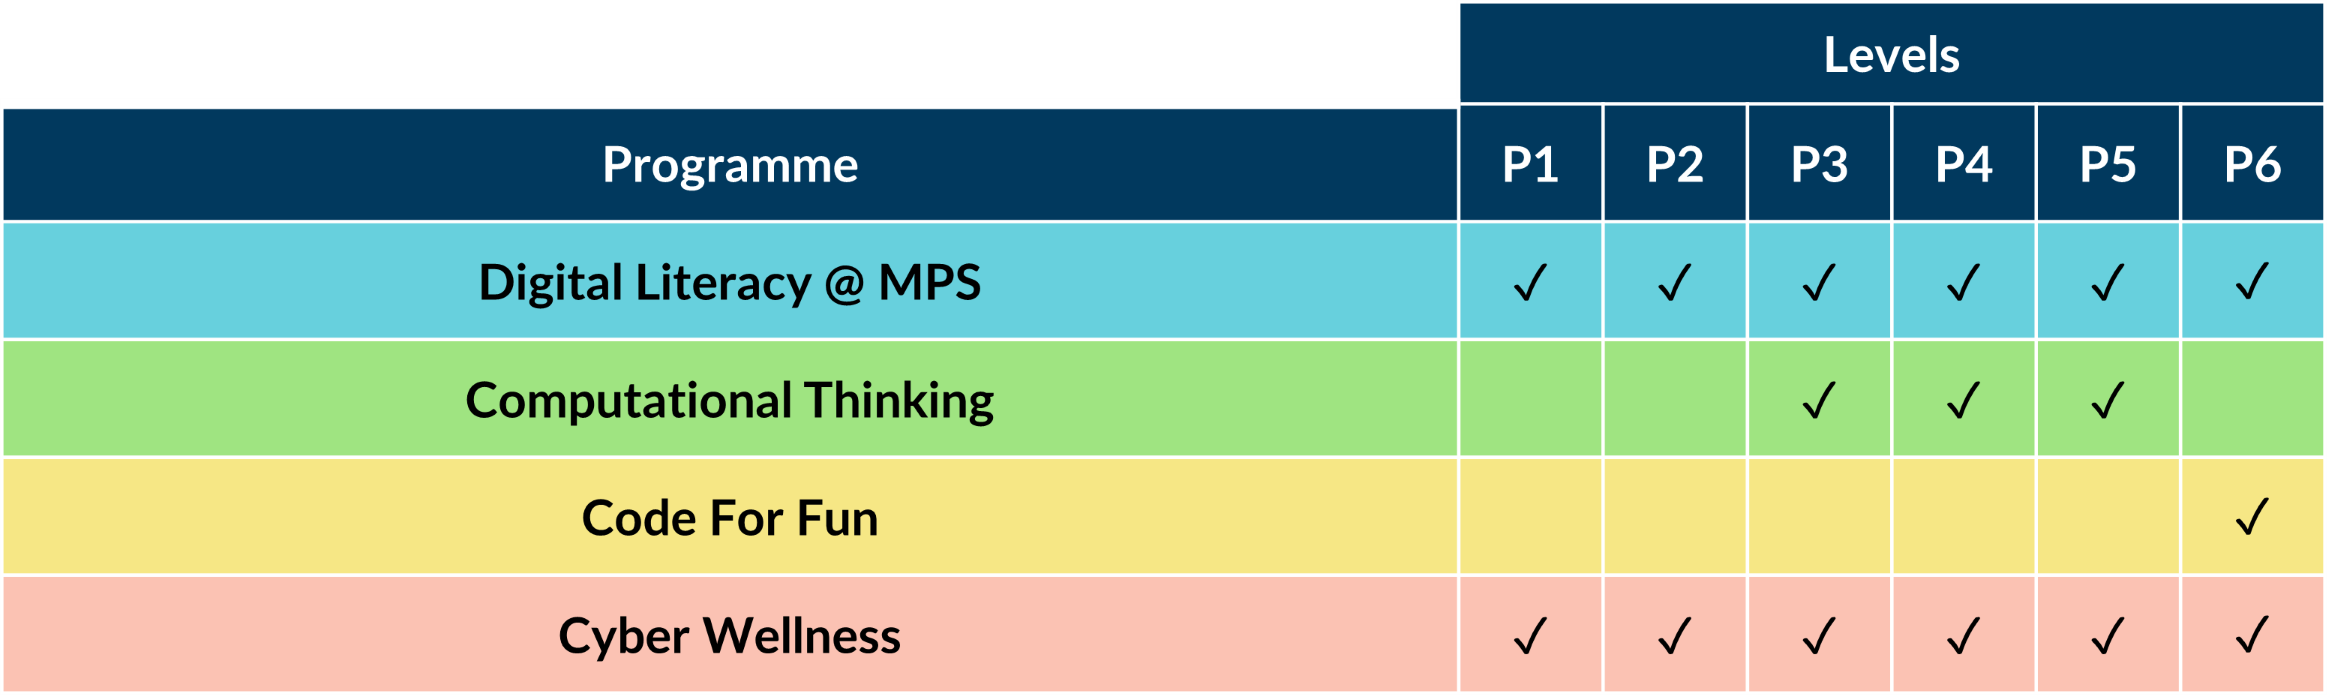 Levels
Programme P1 P2 P3 P4 P5 P6
Digital Literacy @ MPS ✓ ✓ ✓ ✓ ✓ ✓
Computational Thinking ✓ ✓ ✓
Code For Fun ✓
Cyber Wellness ✓ ✓ ✓ ✓ ✓ ✓